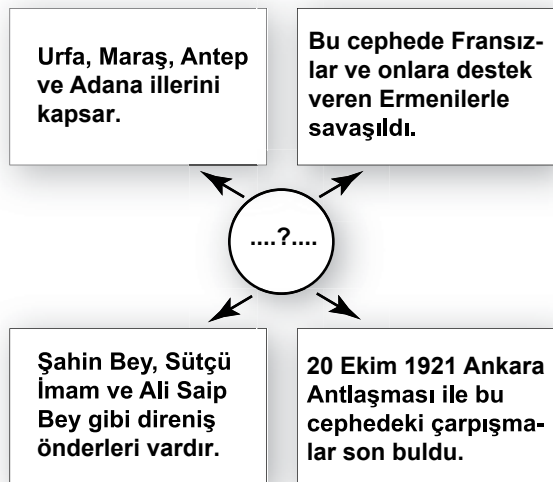 Urfa, Maraş, Antep
ve Adana illerini
kapsar.
Bu cephede Fransız-
lar ve onlara destek
veren Ermenilerle
savaşıldı.
....?....
Şahin Bey, Sütçü
İmam ve Ali Saip
Bey gibi direniş
önderleri vardır.
20 Ekim 1921 Ankara
Antlaşması ile bu
cephedeki çarpışma-
lar son buldu.